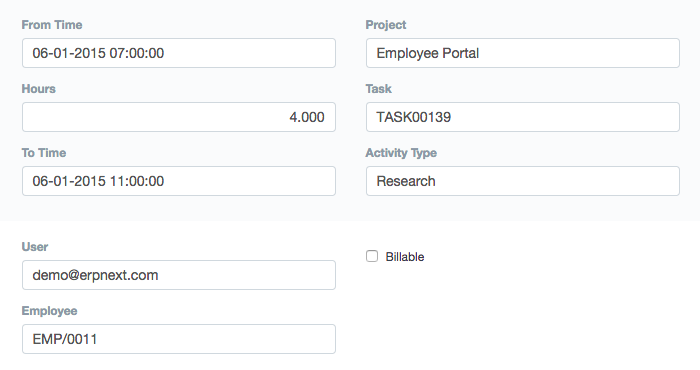 From Time
06-01-2015 07:00:00
Hours
4.000
To Time
06-01-2015 11:00:00
Project
Employee Portal
Task
TASK00139
Activity Type
Research
User
demo@erpnext.com
Employee
EMP/0011
Billable